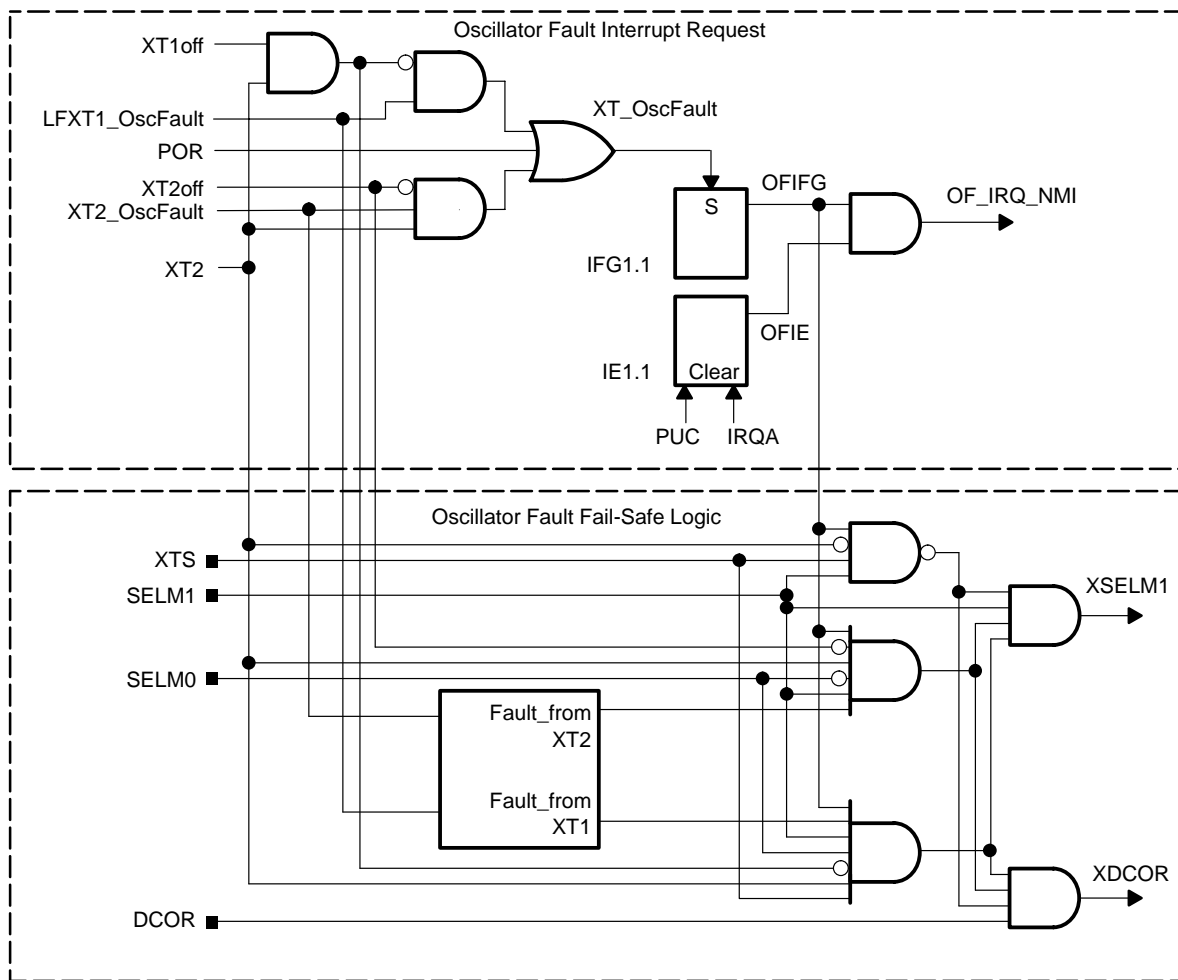 Oscillator Fault Interrupt Request
XT1off
LFXT1_OscFault
XT_OscFault
POR
XT2off
XT2_OscFault
XT2
OFIFG
S
IFG1.1
OF_IRQ_NMI
OFIE
IE1.1
Clear
PUC
IRQA
Oscillator Fault Fail-Safe Logic
XTS
SELM1
XSELM1
SELM0
Fault_from
XT2
Fault_from
XT1
XDCOR
DCOR